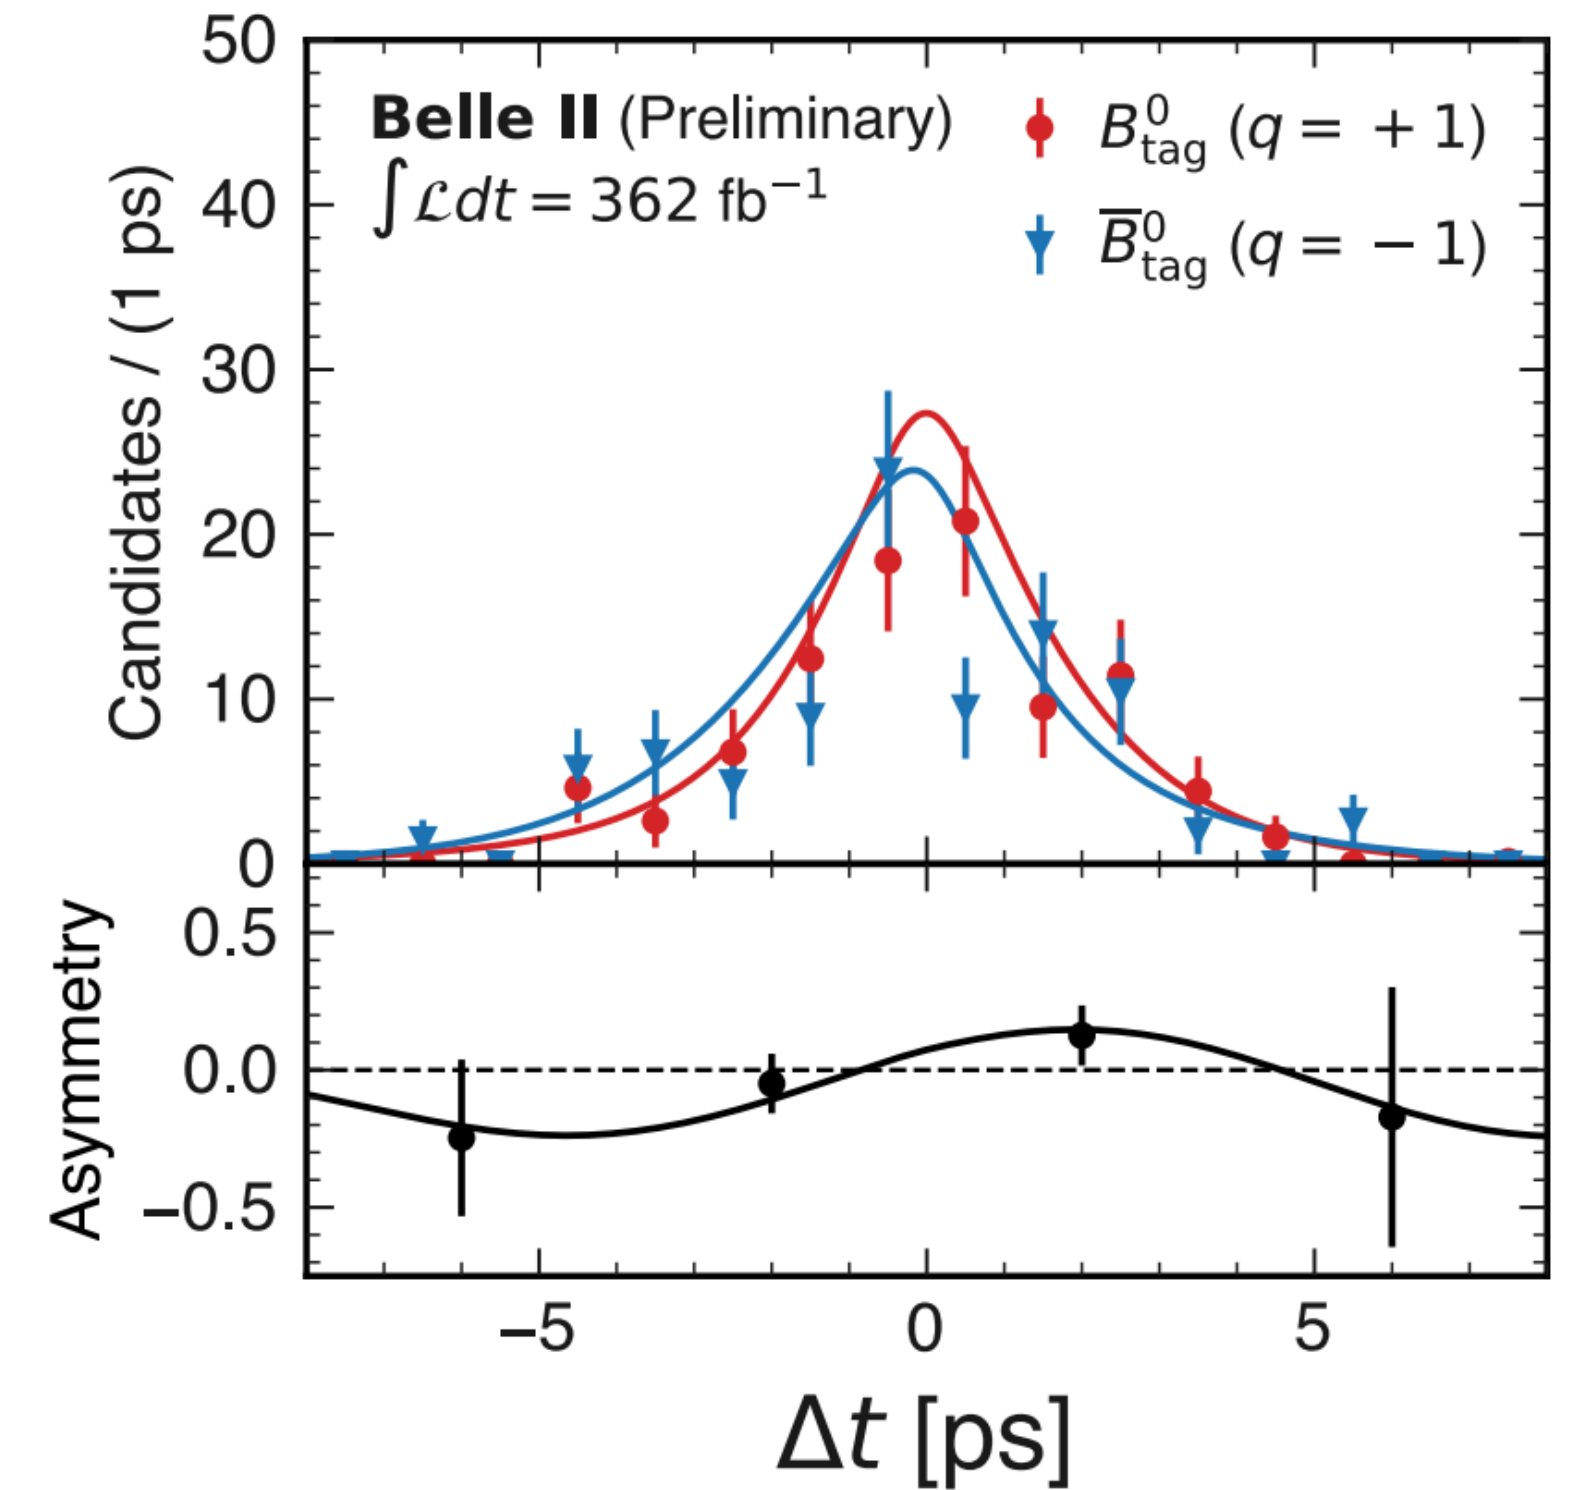 50
40
30
20
10
0
Candidates / (1 ps)
Belle II (Preliminary)
∫ℒdt = 362 fb⁻¹
B⁰tag (q = + 1)
B̅⁰tag (q = − 1)
0.5
0.0
−0.5
Asymmetry
−5 0 5
Δt [ps]